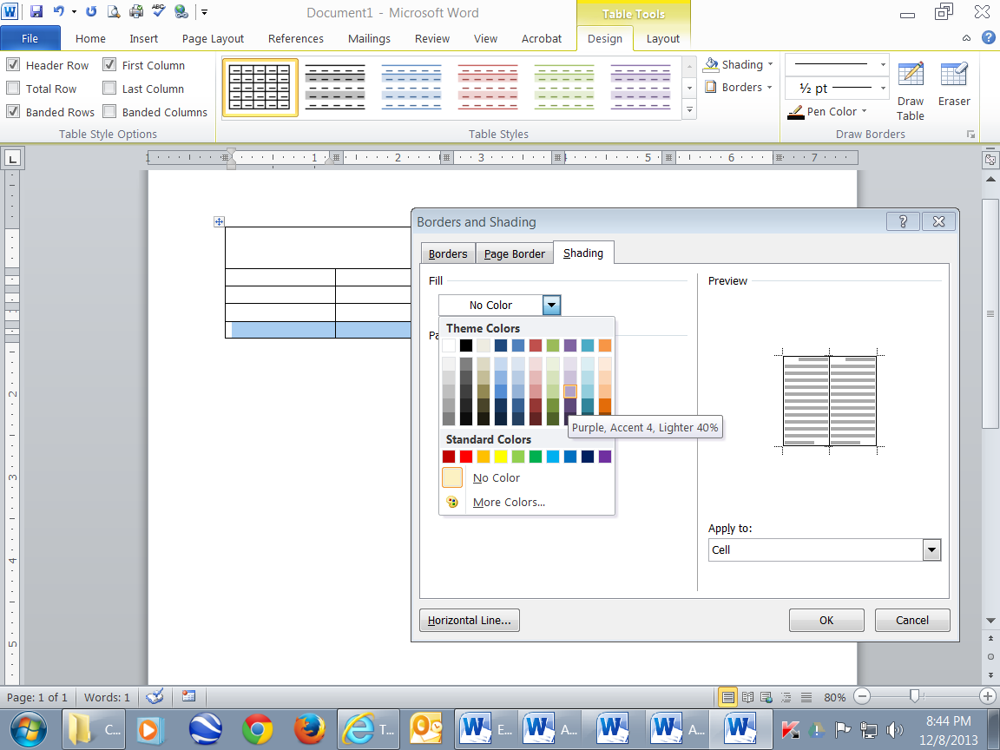 Document1 - Microsoft Word
Table Tools
File Home Insert Page Layout References Mailings Review View Acrobat Design Layout
Header Row First Column
Total Row Last Column
Banded Rows Banded Columns
Table Style Options
Table Styles
Shading
Borders
½ pt
Pen Color
Draw Table
Eraser
Draw Borders
L
1 1 2 3 4 5 6 7
2
3
4
5
Borders and Shading
Borders Page Border Shading
Fill
No Color
Pa
Theme Colors
Purple, Accent 4, Lighter 40%
Standard Colors
No Color
More Colors...
Preview
Apply to:
Cell
Horizontal Line...
OK
Cancel
Page: 1 of 1 Words: 1
80%
C... T... E... A... A...
8:44 PM
12/8/2013